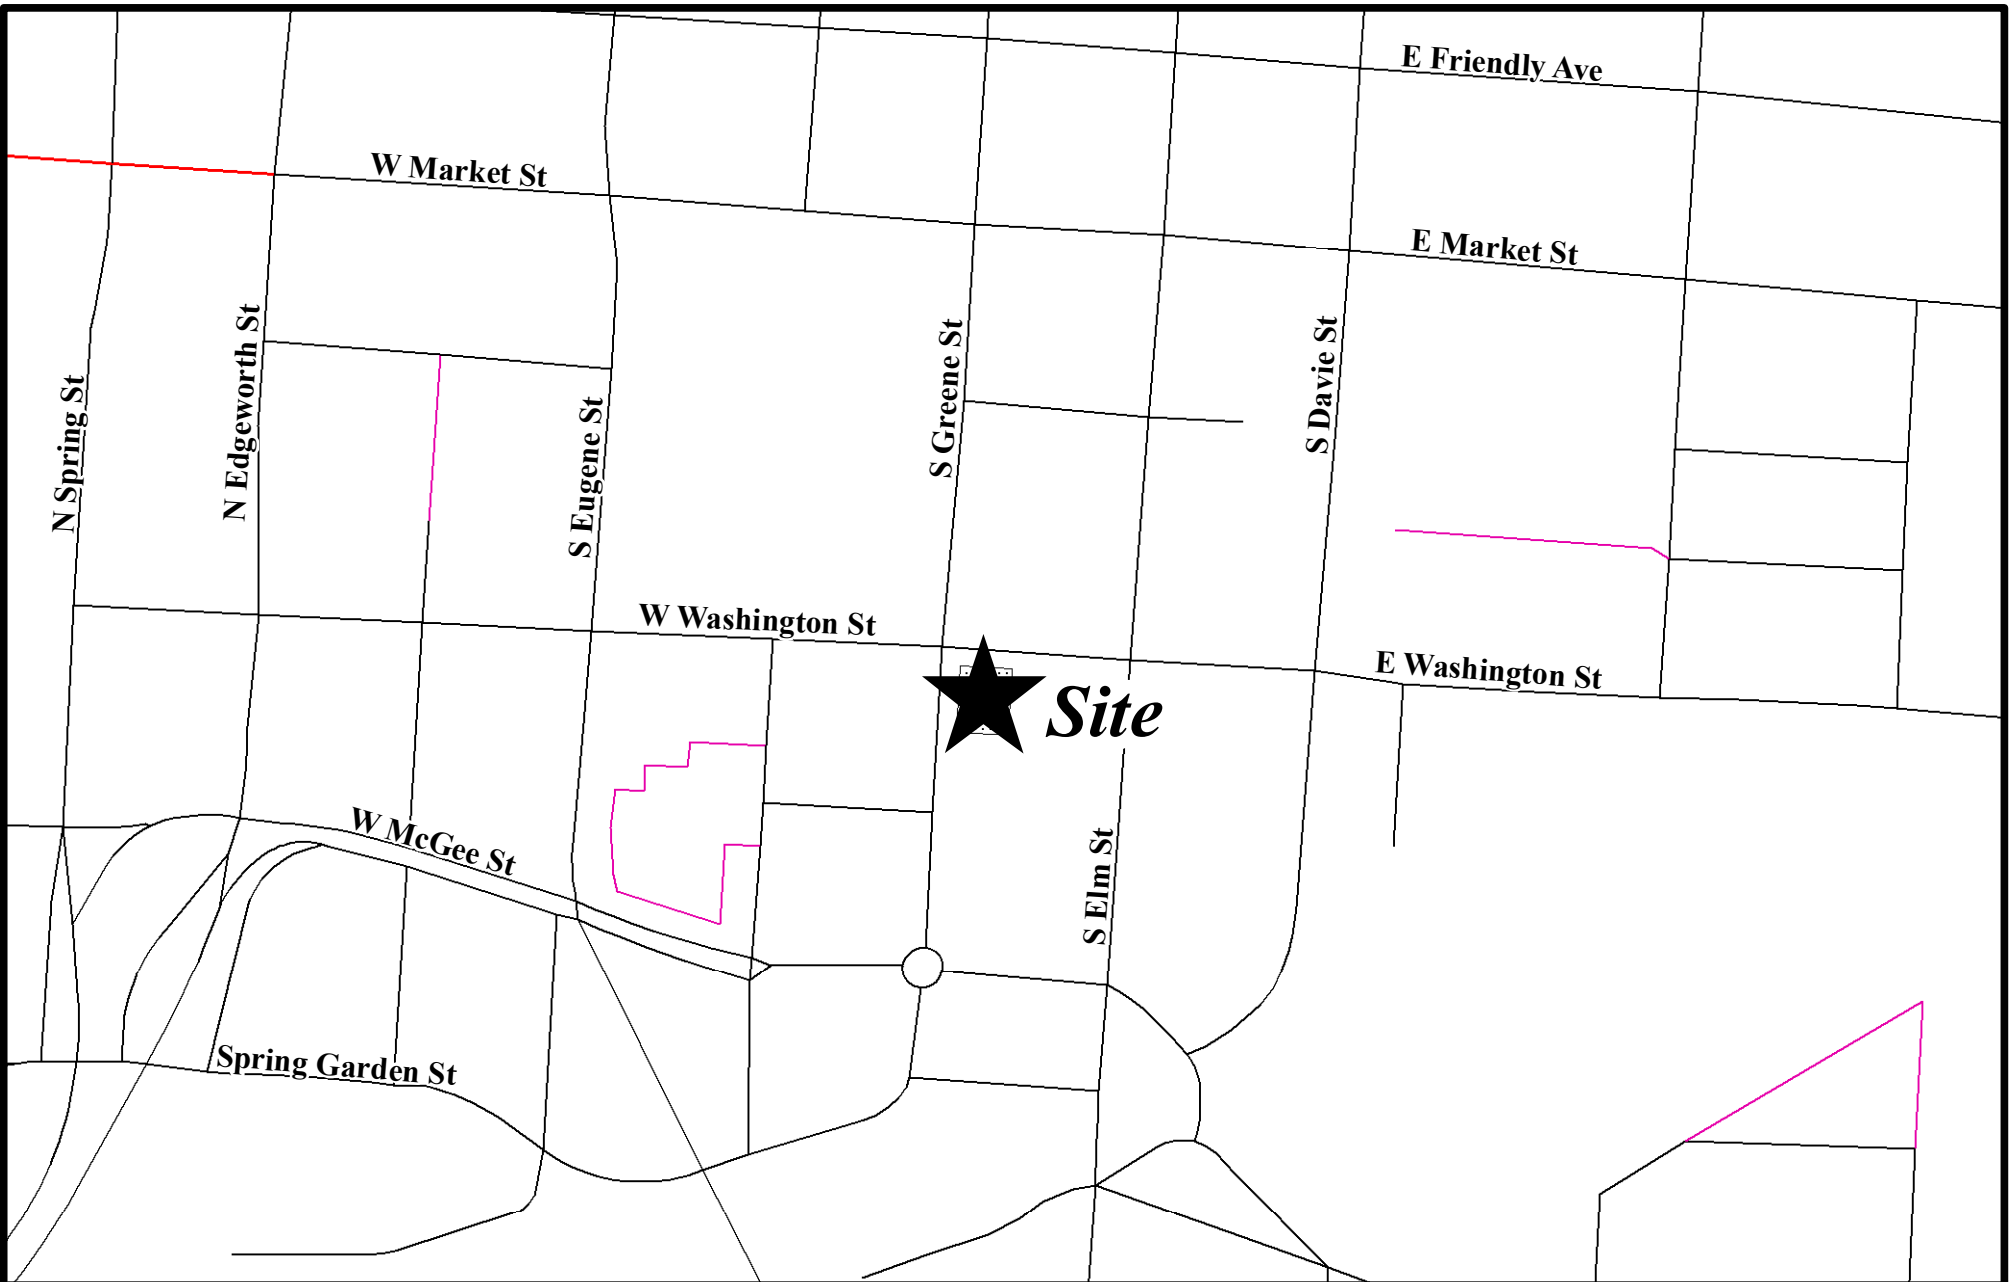 E Friendly Ave
W Market St
E Market St
N Spring St
N Edgeworth St
S Eugene St
S Greene St
S Davie St
W Washington St
E Washington St
Site
W McGee St
S Elm St
Spring Garden St